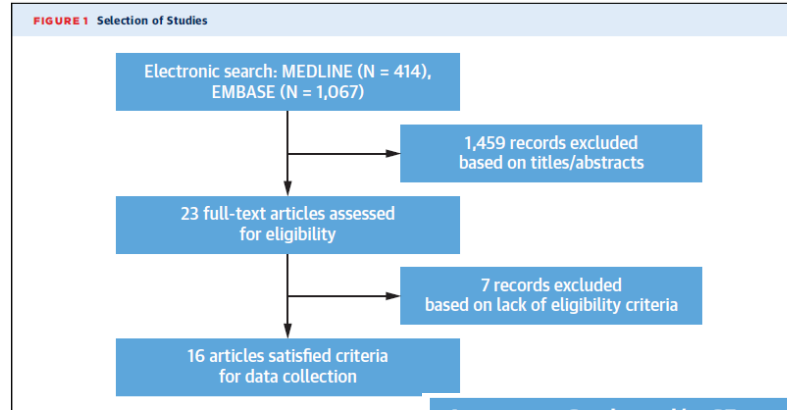 FIGURE 1 Selection of Studies
Electronic search: MEDLINE (N = 414),
EMBASE (N = 1,067)
1,459 records excluded
based on titles/abstracts
23 full-text articles assessed
for eligibility
7 records excluded
based on lack of eligibility criteria
16 articles satisfied criteria
for data collection